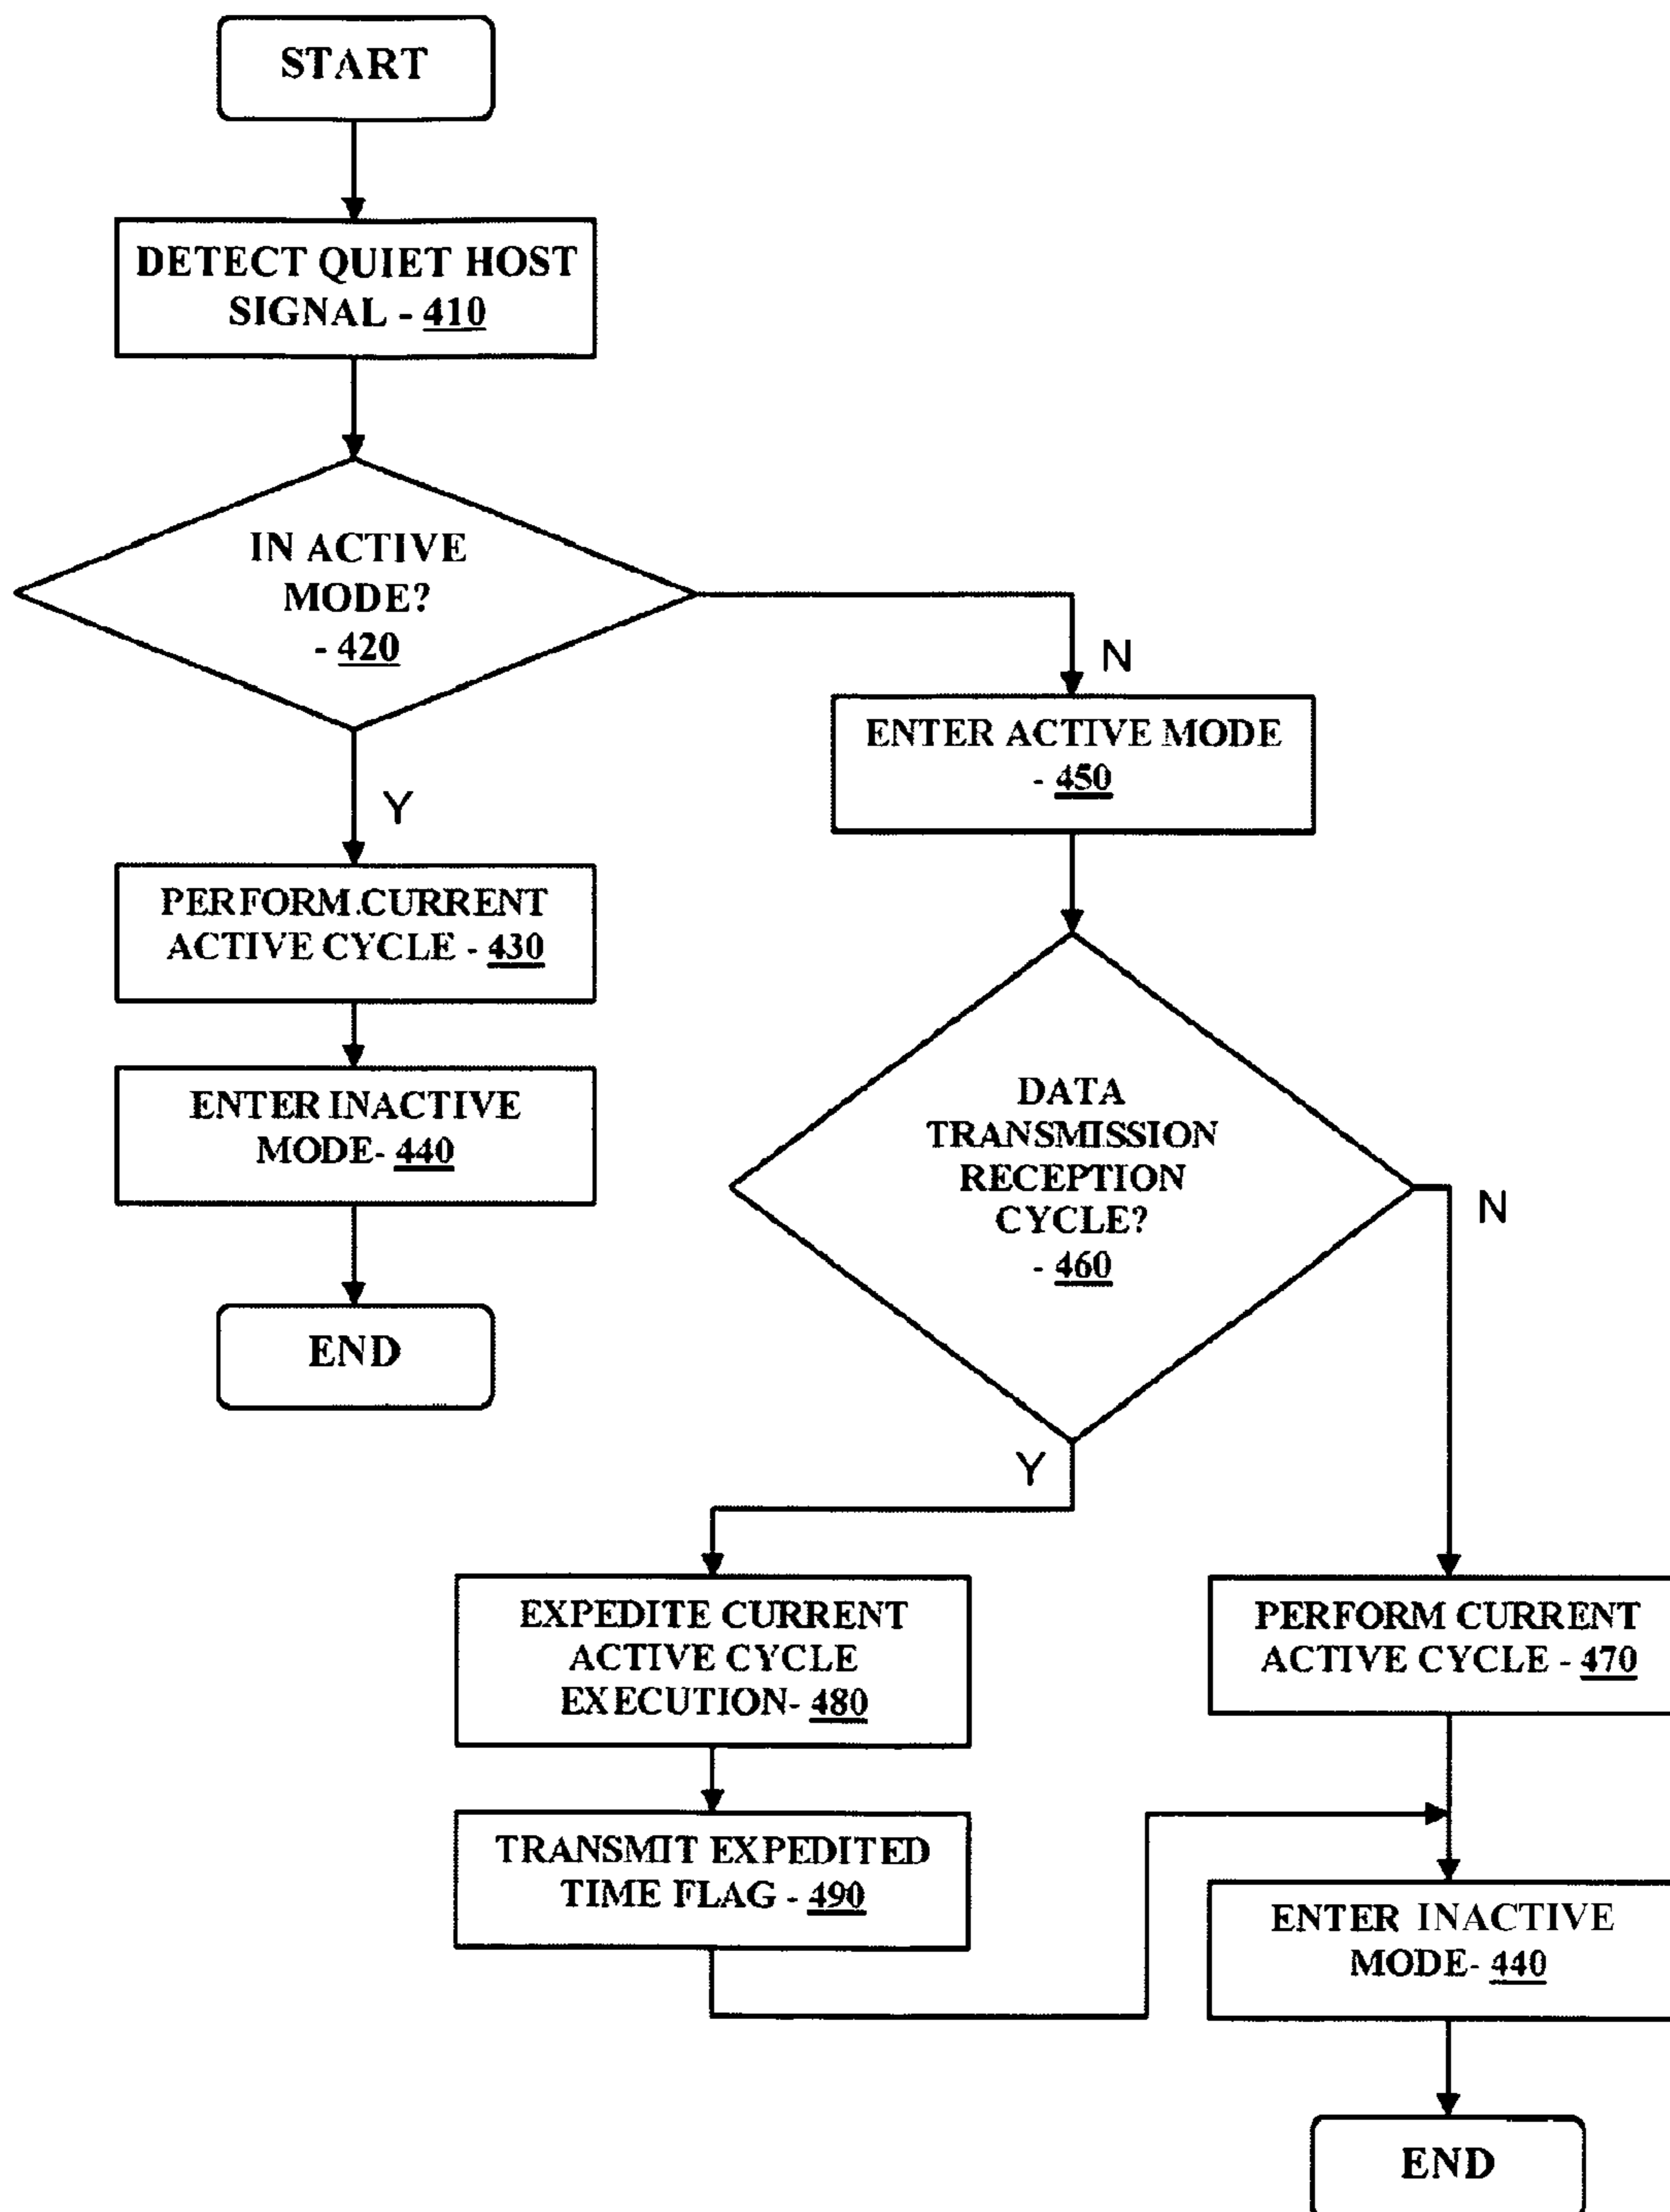 START
DETECT QUIET HOST
SIGNAL - 410
IN ACTIVE
MODE?
- 420
Y
N
PERFORM CURRENT
ACTIVE CYCLE - 430
ENTER INACTIVE
MODE- 440
END
ENTER ACTIVE MODE
- 450
DATA
TRANSMISSION
RECEPTION
CYCLE?
- 460
Y
N
EXPEDITE CURRENT
ACTIVE CYCLE
EXECUTION- 480
TRANSMIT EXPEDITED
TIME FLAG - 490
PERFORM CURRENT
ACTIVE CYCLE - 470
ENTER INACTIVE
MODE- 440
END